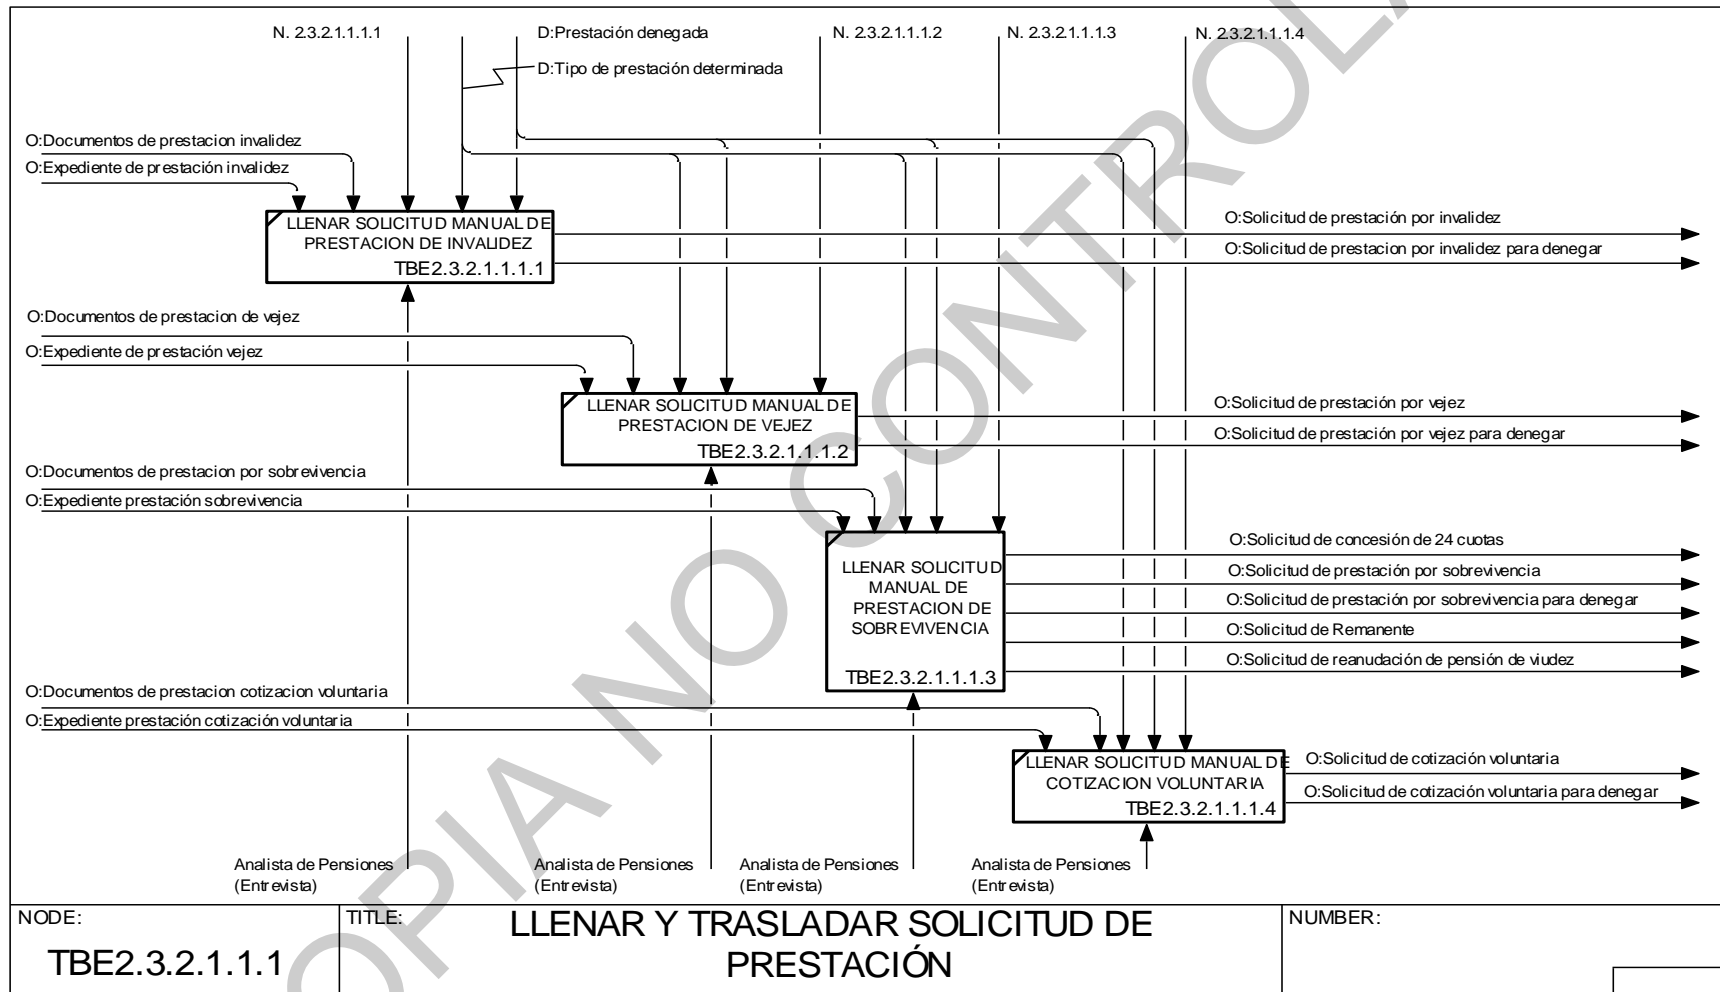 N. 2.3.2.1.1.1.1
D:Prestación denegada
N. 2.3.2.1.1.1.2
N. 2.3.2.1.1.1.3
N. 2.3.2.1.1.1.4
D:Tipo de prestación determinada
O:Documentos de prestacion invalidez
O:Expediente de prestación invalidez
LLENAR SOLICITUD MANUAL DE
PRESTACION DE INVALIDEZ
TBE2.3.2.1.1.1.1
O:Solicitud de prestación por invalidez
O:Solicitud de prestacion por invalidez para denegar
O:Documentos de prestacion de vejez
O:Expediente de prestación vejez
LLENAR SOLICITUD MANUAL DE
PRESTACION DE VEJEZ
TBE2.3.2.1.1.1.2
O:Solicitud de prestación por vejez
O:Solicitud de prestación por vejez para denegar
O:Documentos de prestacion por sobrevivencia
O:Expediente prestación sobrevivencia
LLENAR SOLICITUD
MANUAL DE
PRESTACION DE
SOBREVIVENCIA
TBE2.3.2.1.1.1.3
O:Solicitud de concesión de 24 cuotas
O:Solicitud de prestación por sobrevivencia
O:Solicitud de prestación por sobrevivencia para denegar
O:Solicitud de Remanente
O:Solicitud de reanudación de pensión de viudez
O:Documentos de prestacion cotizacion voluntaria
O:Expediente prestación cotización voluntaria
LLENAR SOLICITUD MANUAL DE
COTIZACION VOLUNTARIA
TBE2.3.2.1.1.1.4
O:Solicitud de cotización voluntaria
O:Solicitud de cotización voluntaria para denegar
Analista de Pensiones
(Entrevista)
Analista de Pensiones
(Entrevista)
Analista de Pensiones
(Entrevista)
Analista de Pensiones
(Entrevista)
NODE:
TBE2.3.2.1.1.1
TITLE:
LLENAR Y TRASLADAR SOLICITUD DE
PRESTACIÓN
NUMBER:
OPIA NO CONTROLA